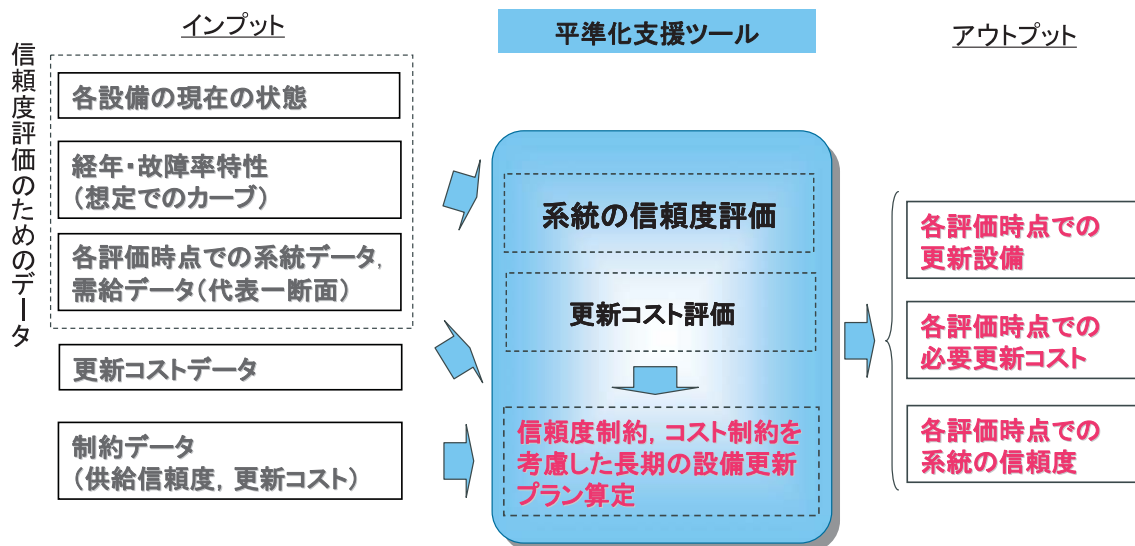 インプット
平準化支援ツール
アウトプット
信頼度評価のためのデータ
各設備の現在の状態
経年・故障率特性
(想定でのカーブ)
各評価時点での系統データ,
需給データ(代表一断面)
更新コストデータ
制約データ
(供給信頼度, 更新コスト)
系統の信頼度評価
更新コスト評価
信頼度制約, コスト制約を
考慮した長期の設備更新
プラン算定
各評価時点での
更新設備
各評価時点での
必要更新コスト
各評価時点での
系統の信頼度